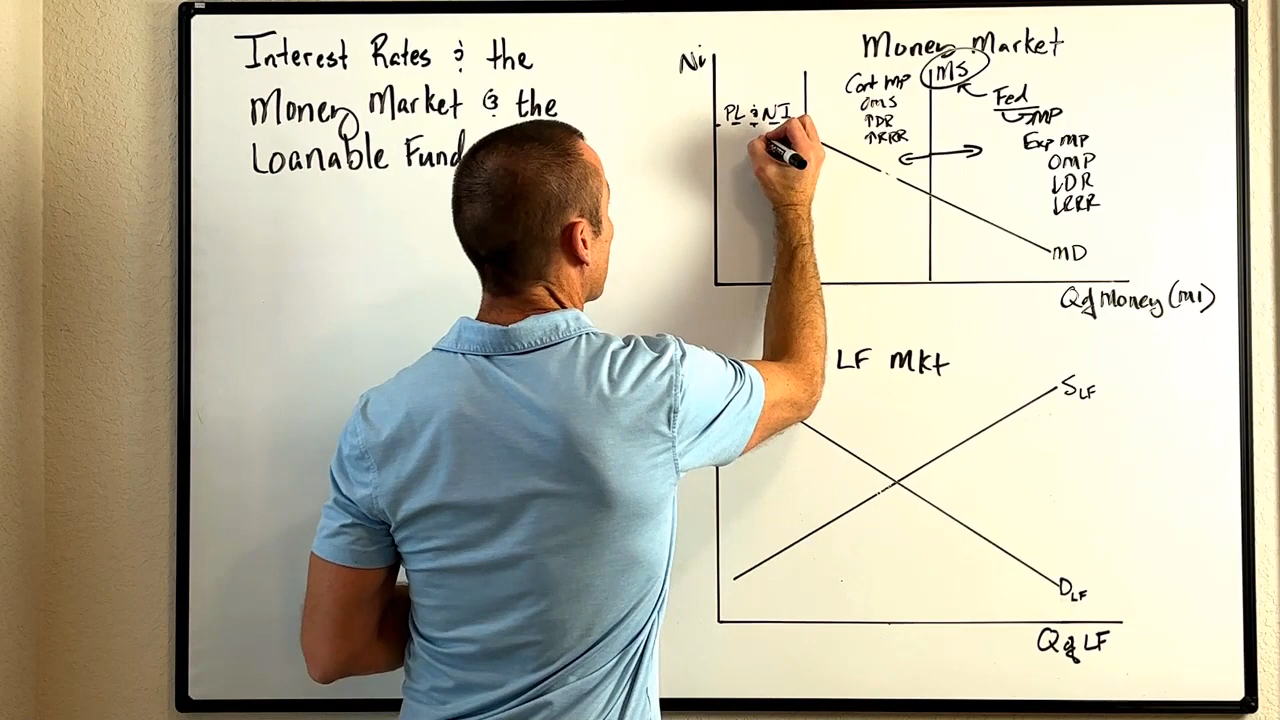 Interest Rates & the
Money Market & the
Loanable Fund
Money Market
Ni
MS
Cont MP
OMS
↑DR
↑RRR
PL & NI
Fed
MP
Exp MP
OMP
↓DR
↓RRR
MD
Q of Money (M1)
LF Mkt
SLF
DLF
Q of LF